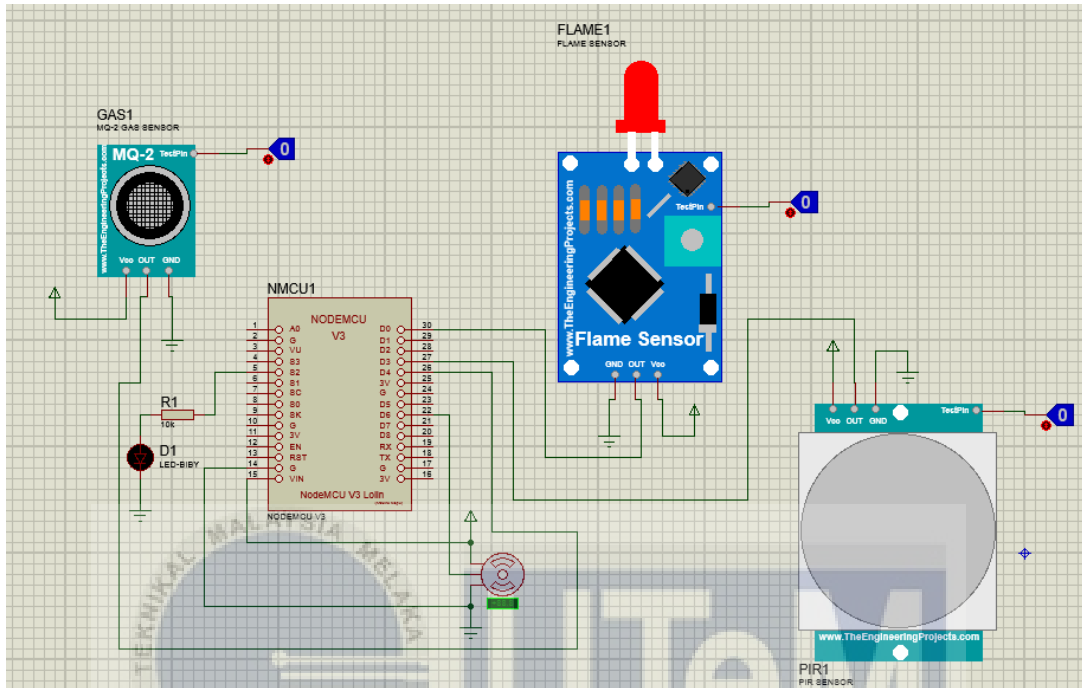 FLAME1
FLAME SENSOR
GAS1
MQ-2 GAS SENSOR
MQ-2
TestPin
0
www.TheEngineeringProjects.com
Vcc OUT GND
TestPin
0
www.TheEngineeringProjects.com
Flame Sensor
GND OUT Vcc
NMCU1
NODEMCU
V3
1 A0 D0 30
2 G D1 29
3 VU D2 28
4 S3 D3 27
5 S2 D4 26
6 S1 3V 25
7 SC G 24
8 S0 D5 23
9 SK D6 22
10 G D7 21
11 3V D8 20
12 EN RX 19
13 RST TX 18
14 G G 17
15 VIN 3V 16
NodeMCU V3 Lolin
NODEMCU V3
R1
10k
D1
LED-BIBY
Vcc OUT GND
TestPin
0
www.TheEngineeringProjects.com
PIR1
PIR SENSOR
TEKNIKAL MALAYSIA MELAKA
UTeM